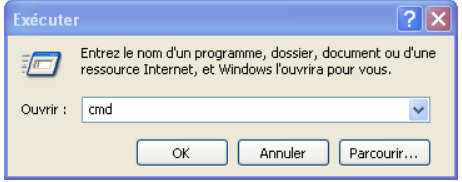 Exécuter
Entrez le nom d'un programme, dossier, document ou d'une
ressource Internet, et Windows l'ouvrira pour vous.
Ouvrir : cmd
OK Annuler Parcourir...